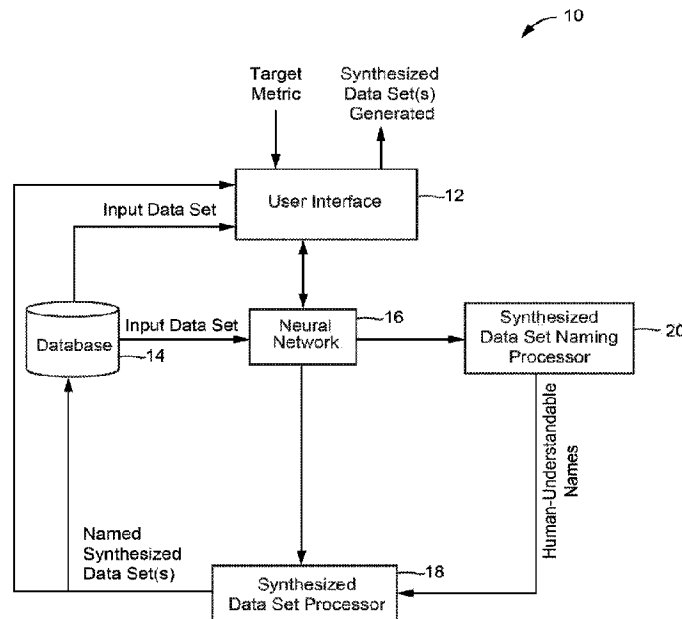 10
Target
Metric
Synthesized
Data Set(s)
Generated
User Interface
12
Input Data Set
Database
14
Input Data Set
Neural
Network
16
Synthesized
Data Set Naming
Processor
20
Human-Understandable
Names
Named
Synthesized
Data Set(s)
Synthesized
Data Set Processor
18